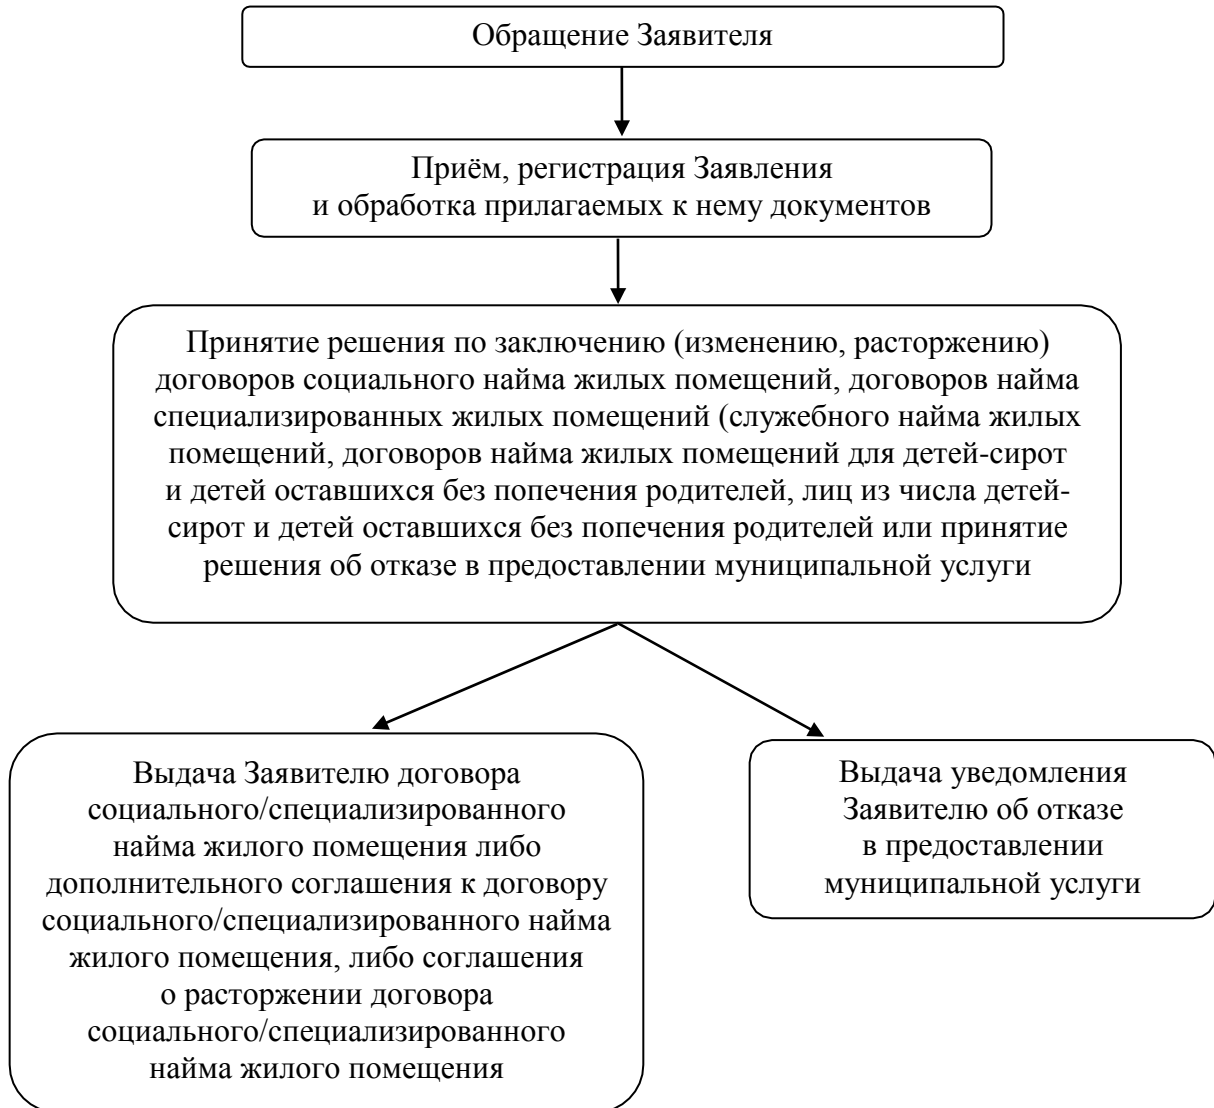 Обращение Заявителя
Приём, регистрация Заявления
и обработка прилагаемых к нему документов
Принятие решения по заключению (изменению, расторжению)
договоров социального найма жилых помещений, договоров найма
специализированных жилых помещений (служебного найма жилых
помещений, договоров найма жилых помещений для детей-сирот
и детей оставшихся без попечения родителей, лиц из числа детей-
сирот и детей оставшихся без попечения родителей или принятие
решения об отказе в предоставлении муниципальной услуги
Выдача Заявителю договора
социального/специализированного
найма жилого помещения либо
дополнительного соглашения к договору
социального/специализированного найма
жилого помещения, либо соглашения
о расторжении договора
социального/специализированного
найма жилого помещения
Выдача уведомления
Заявителю об отказе
в предоставлении
муниципальной услуги